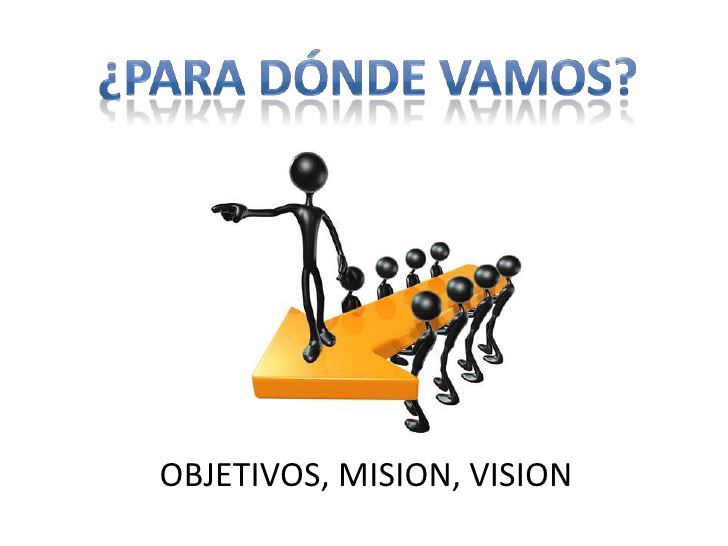 ¿PARA DÓNDE VAMOS?
OBJETIVOS, MISION, VISION